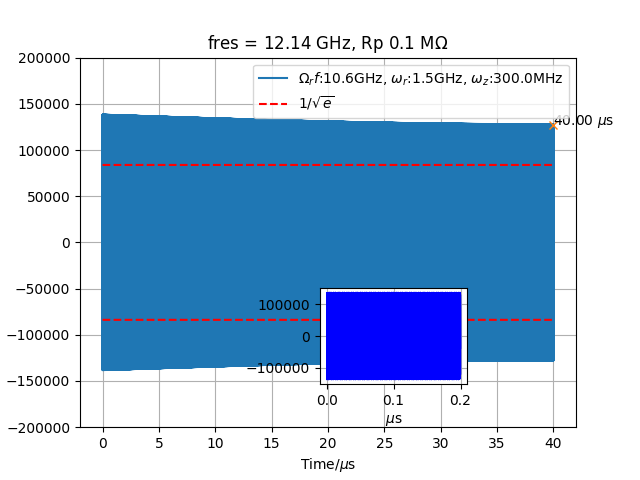 fres = 12.14 GHz, Rp 0.1 MΩ
200000
150000
100000
50000
0
−50000
−100000
−150000
−200000
Ω_rf:10.6GHz, ω_r:1.5GHz, ω_z:300.0MHz
1/√e
40.00 μs
100000
0
−100000
0.0 0.1 0.2
μs
0 5 10 15 20 25 30 35 40
Time/μs